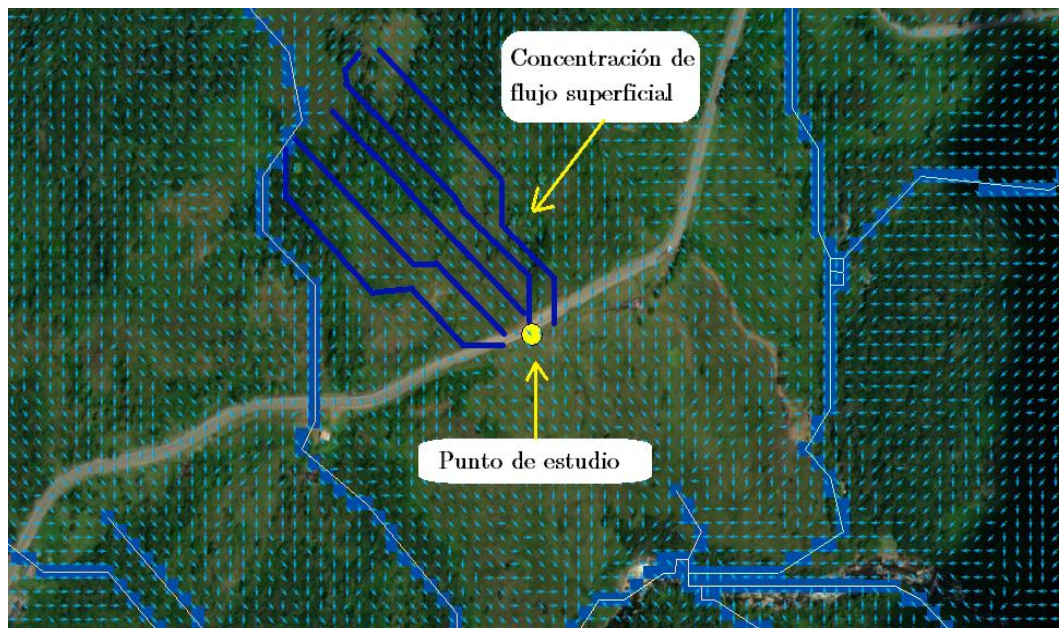 Concentración de
flujo superficial
Punto de estudio